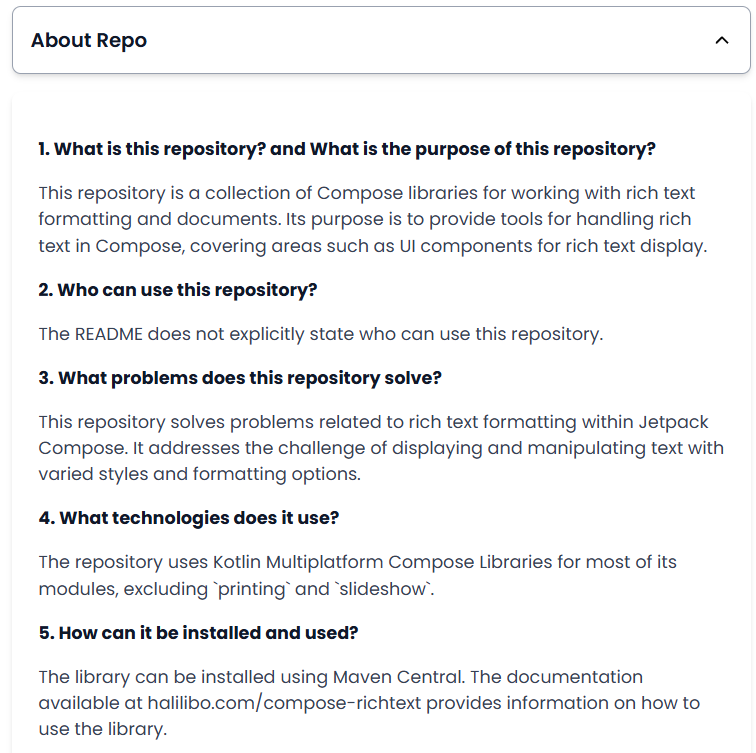 About Repo
1. What is this repository? and What is the purpose of this repository?
This repository is a collection of Compose libraries for working with rich text
formatting and documents. Its purpose is to provide tools for handling rich
text in Compose, covering areas such as UI components for rich text display.
2. Who can use this repository?
The README does not explicitly state who can use this repository.
3. What problems does this repository solve?
This repository solves problems related to rich text formatting within Jetpack
Compose. It addresses the challenge of displaying and manipulating text with
varied styles and formatting options.
4. What technologies does it use?
The repository uses Kotlin Multiplatform Compose Libraries for most of its
modules, excluding `printing` and `slideshow`.
5. How can it be installed and used?
The library can be installed using Maven Central. The documentation
available at halilibo.com/compose-richtext provides information on how to
use the library.